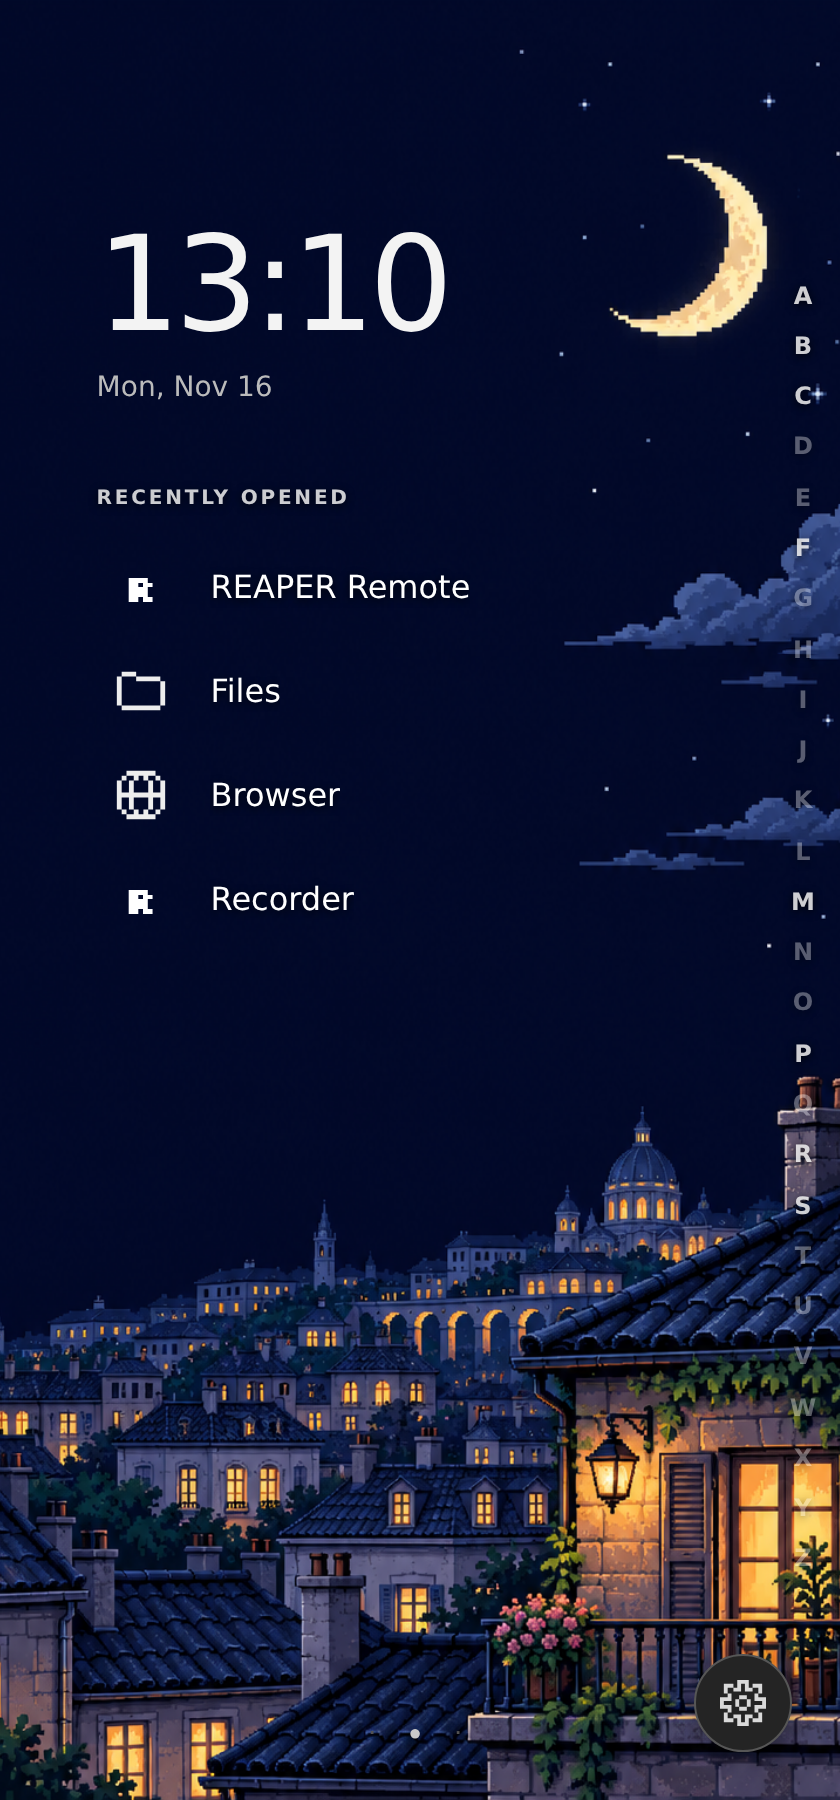 13:10
Mon, Nov 16
RECENTLY OPENED
REAPER Remote
Files
Browser
Recorder
A
B
C
D
E
F
G
H
I
J
K
L
M
N
O
P
Q
R
S
T
U
V
W
X
Y
Z